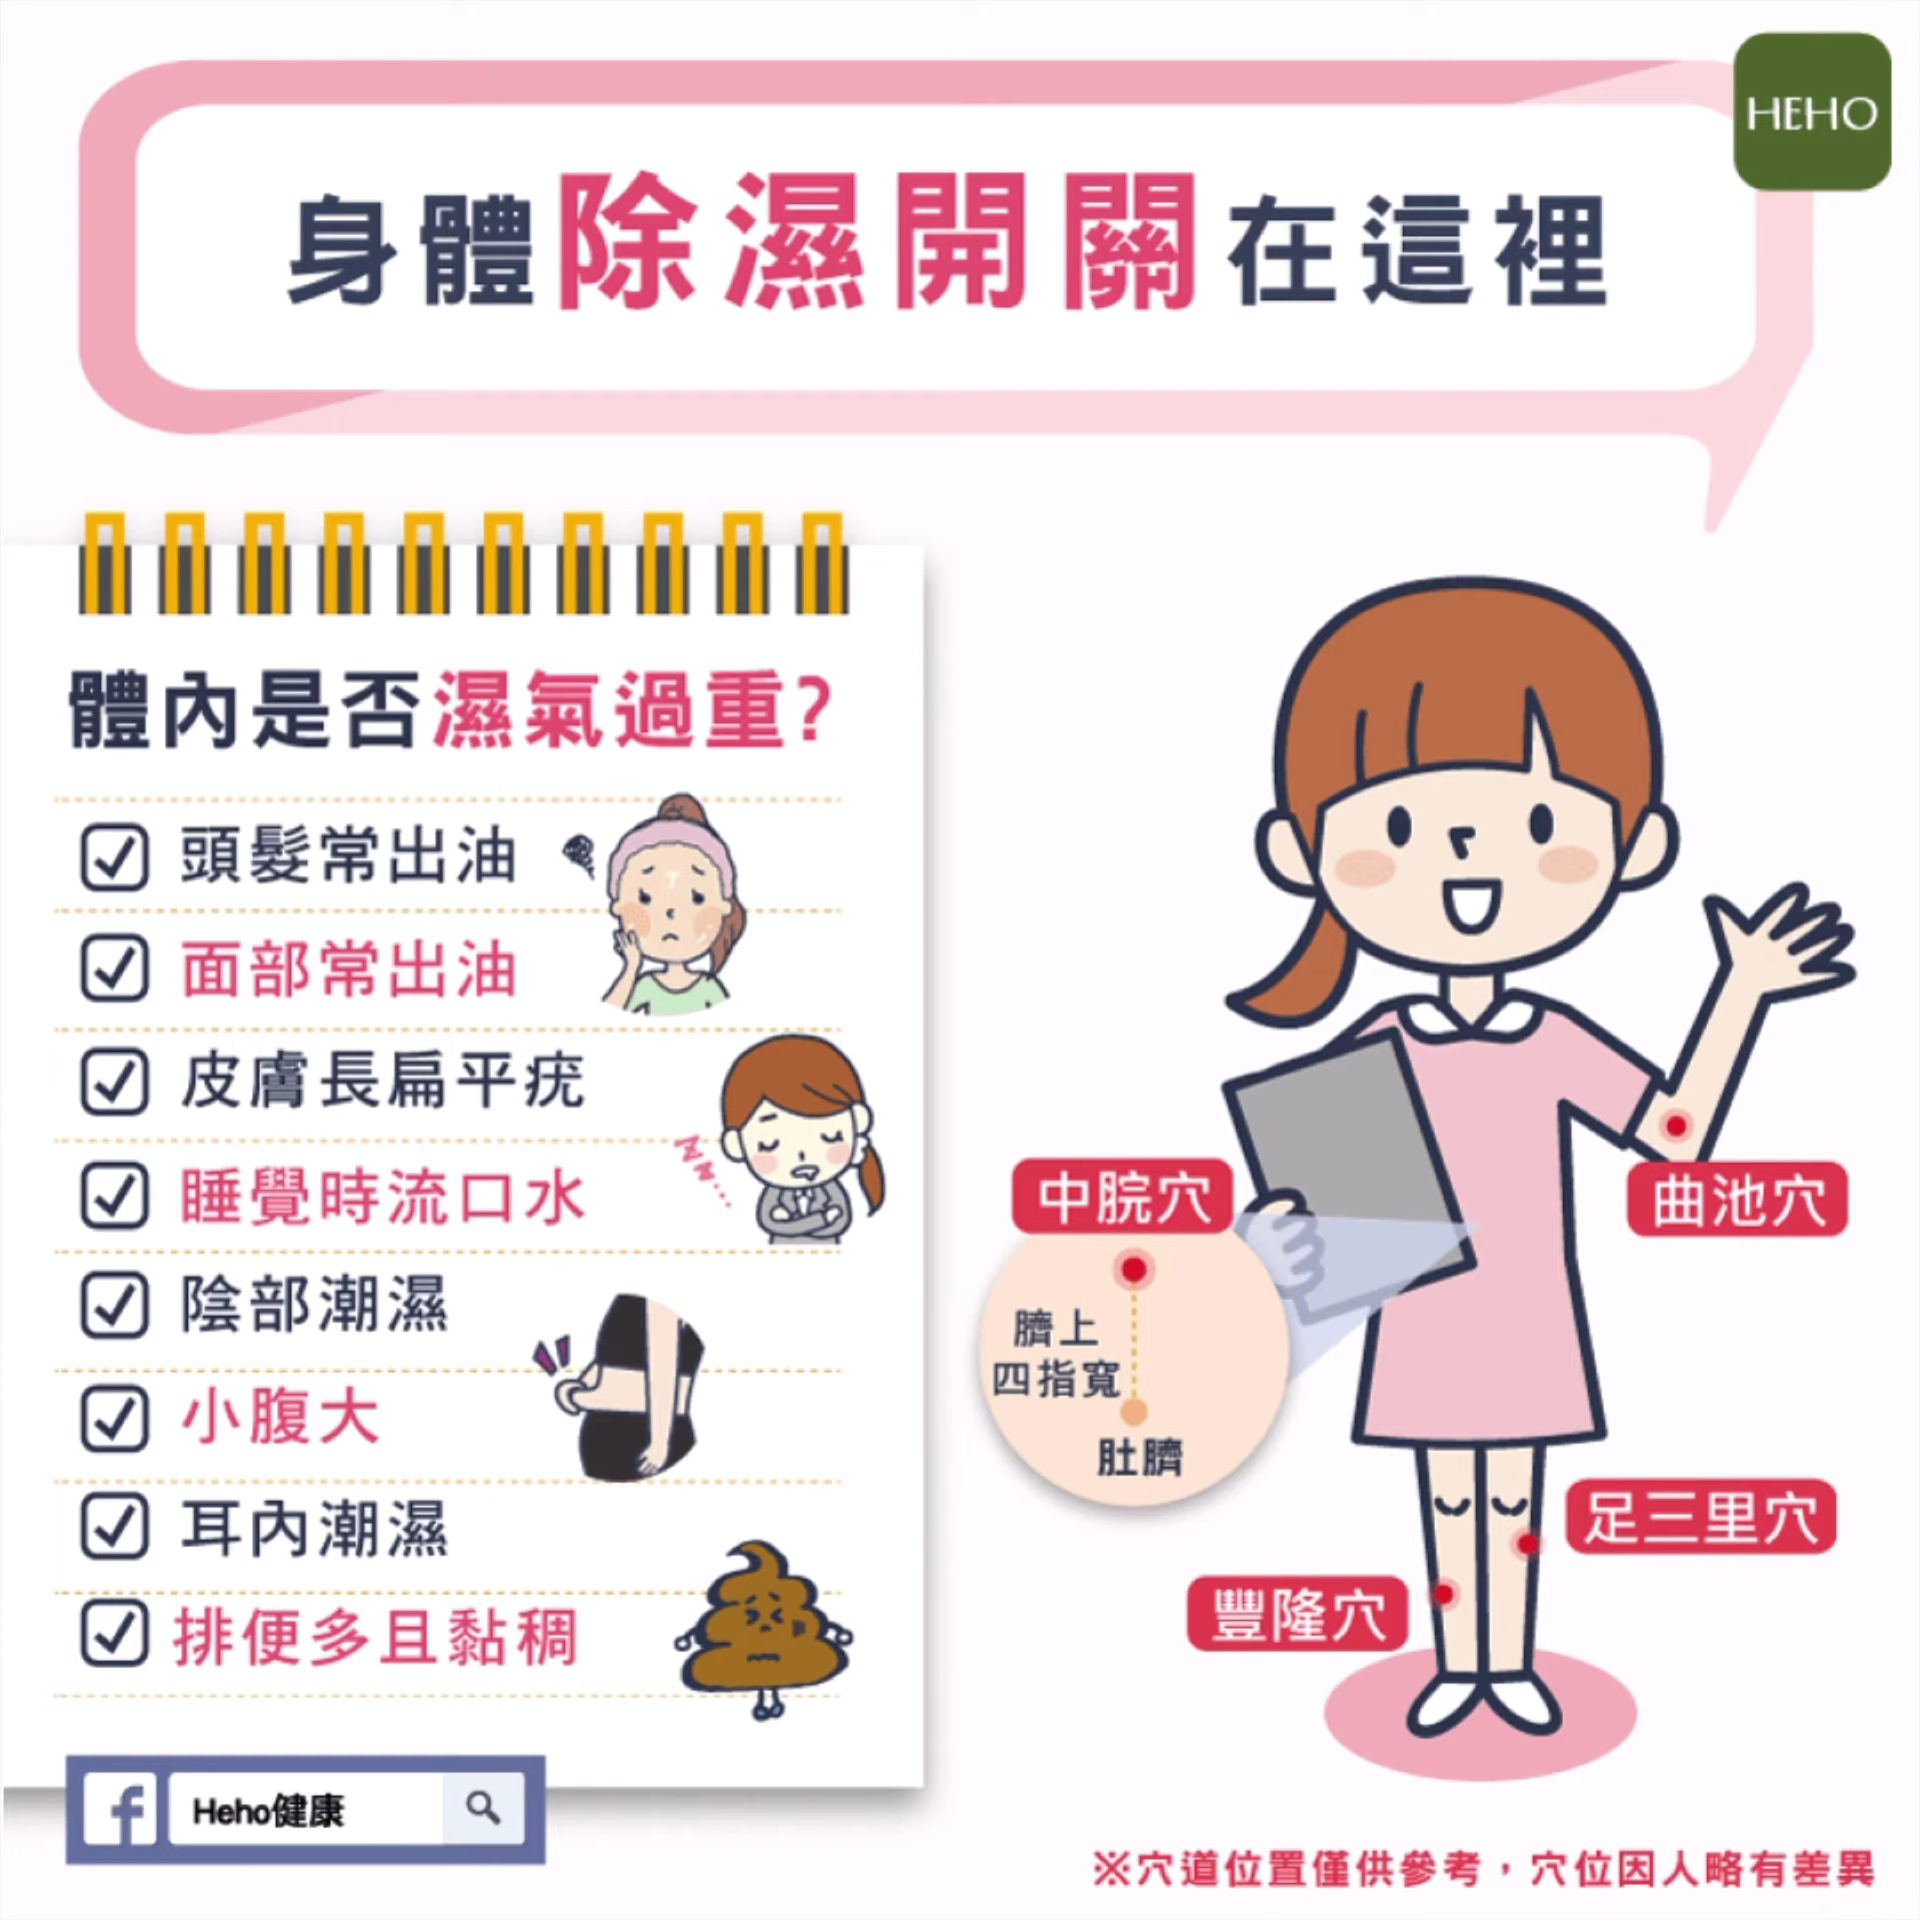 HEHO
身體除濕開關在這裡
體內是否濕氣過重?
頭髮常出油
面部常出油
皮膚長扁平疣
睡覺時流口水
陰部潮濕
小腹大
耳內潮濕
排便多且黏稠
zz...
中脘穴
臍上
四指寬
肚臍
曲池穴
足三里穴
豐隆穴
f Heho健康
※穴道位置僅供參考，穴位因人略有差異